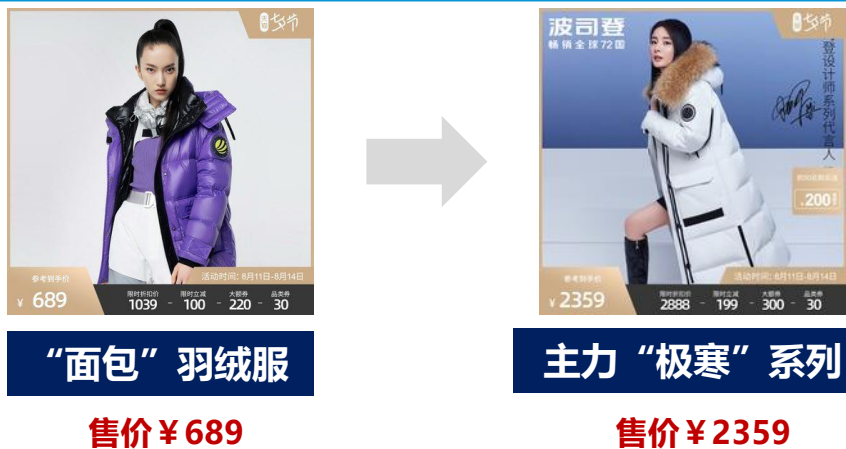 七夕节
活动时间：8月11日-8月14日
参考到手价
¥ 689
限时折扣价 限时立减 大额券 品类券
1039 - 100 - 220 - 30
“面包”羽绒服
售价￥689
七夕节
波司登
畅销全球72国
登设计师系列代言人
.200
活动时间：8月11日-8月14日
参考到手价
¥ 2359
限时折扣价 限时立减 大额券 品类券
2888 - 199 - 300 - 30
主力“极寒”系列
售价￥2359